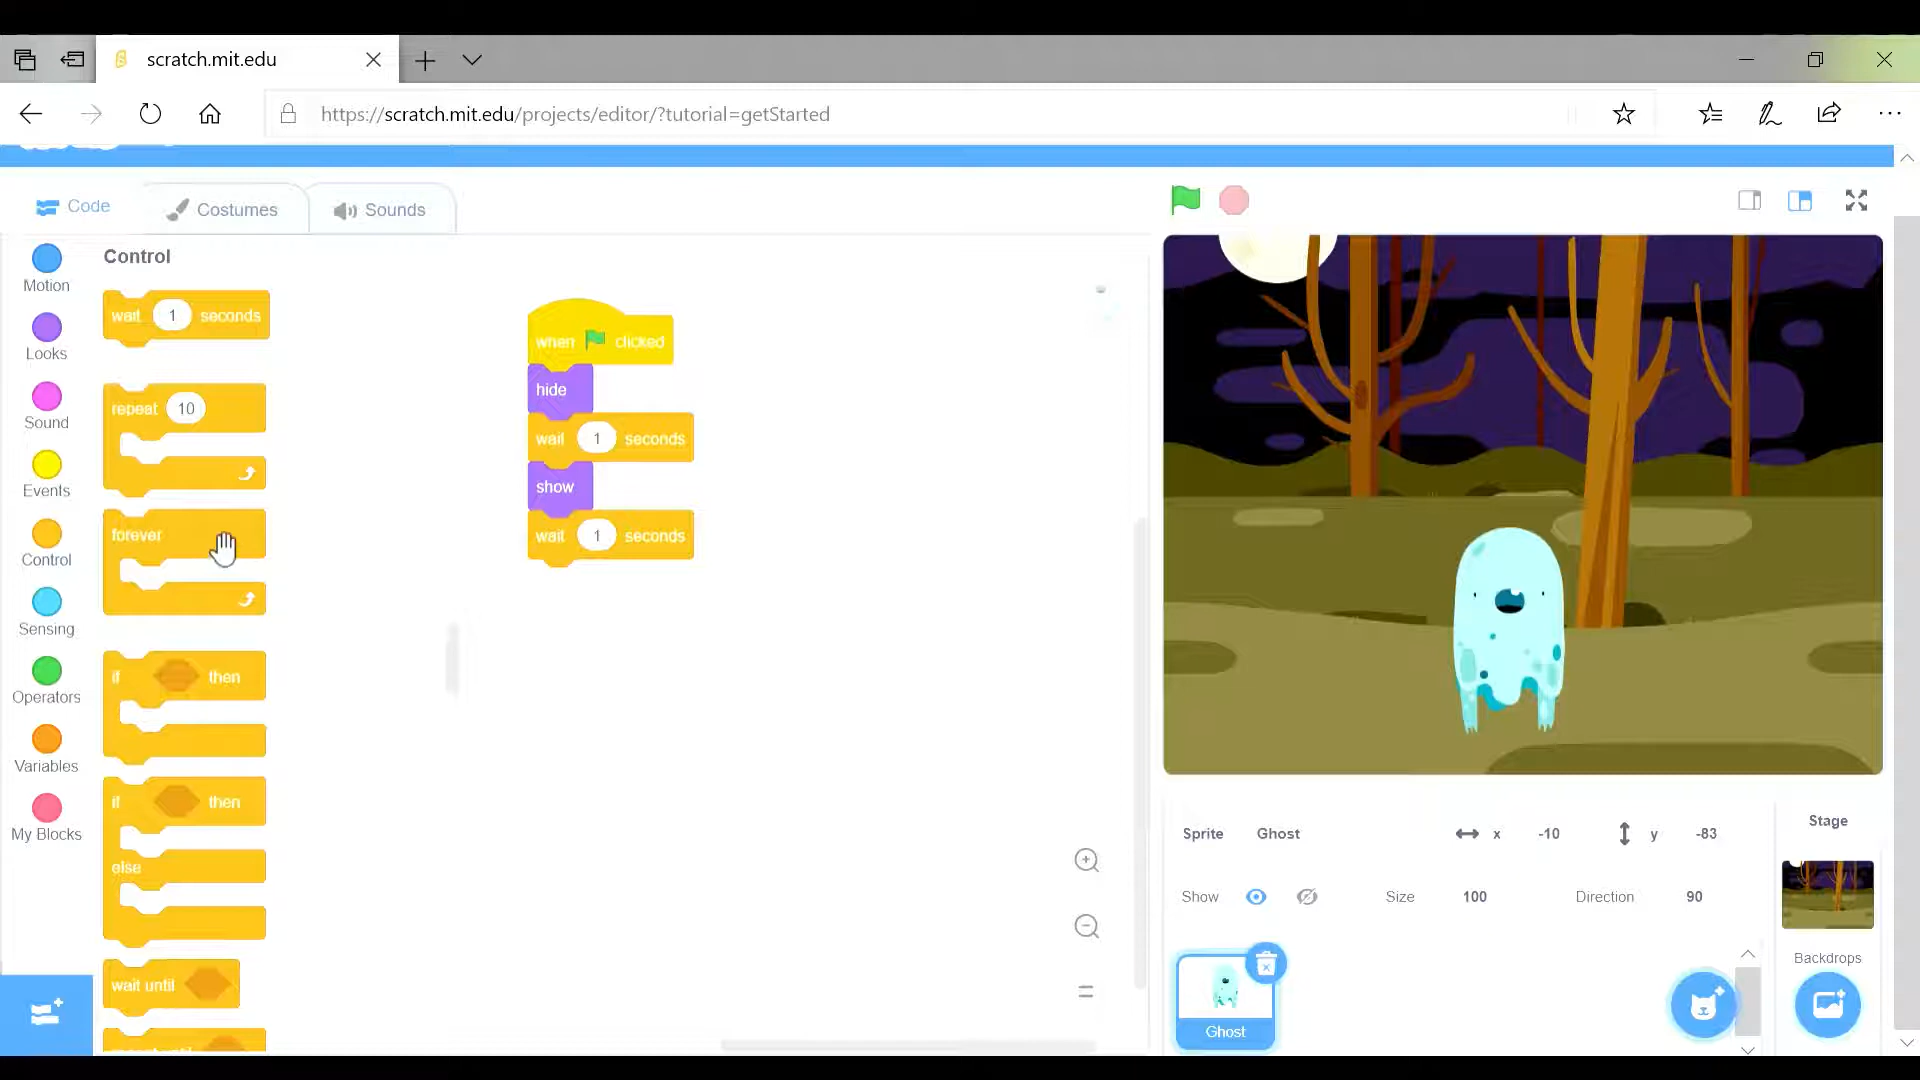 scratch.mit.edu
https://scratch.mit.edu/projects/editor/?tutorial=getStarted
Code
Costumes
Sounds
Motion
Looks
Sound
Events
Control
Sensing
Operators
Variables
My Blocks
Control
wait 1 seconds
repeat 10
forever
if then
if then
else
wait until
when clicked
hide
wait 1 seconds
show
wait 1 seconds
Sprite Ghost x -10 y -83
Show Size 100 Direction 90
Ghost
Stage
Backdrops